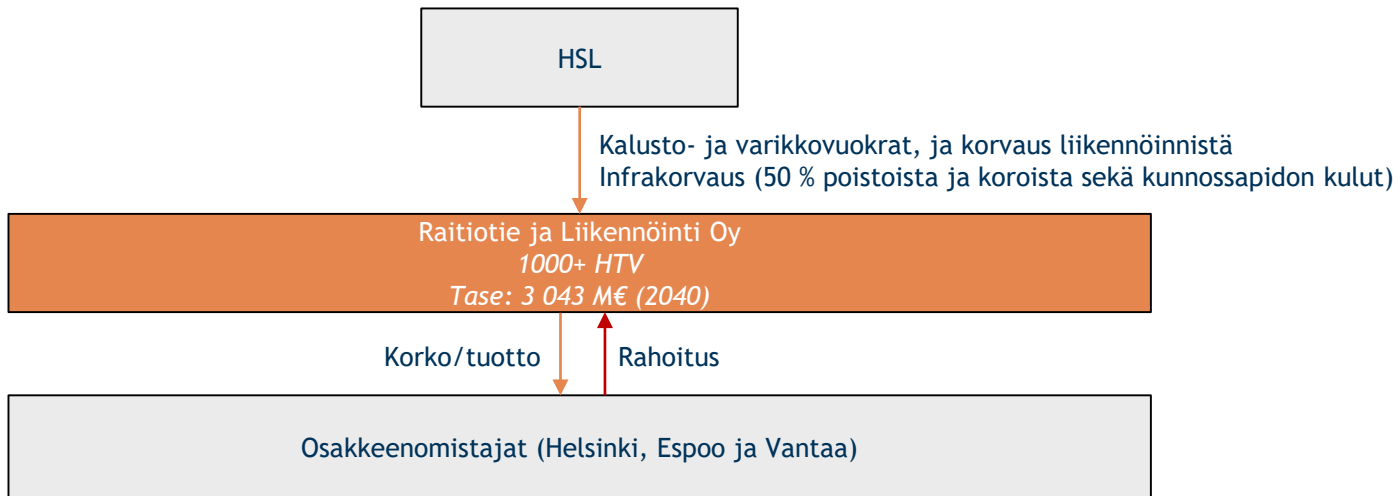 HSL
Kalusto- ja varikkovuokrat, ja korvaus liikennöinnistä
Infrakorvaus (50 % poistoista ja koroista sekä kunnossapidon kulut)
Raitiotie ja Liikennöinti Oy
1000+ HTV
Tase: 3 043 M€ (2040)
Korko/tuotto
Rahoitus
Osakkeenomistajat (Helsinki, Espoo ja Vantaa)